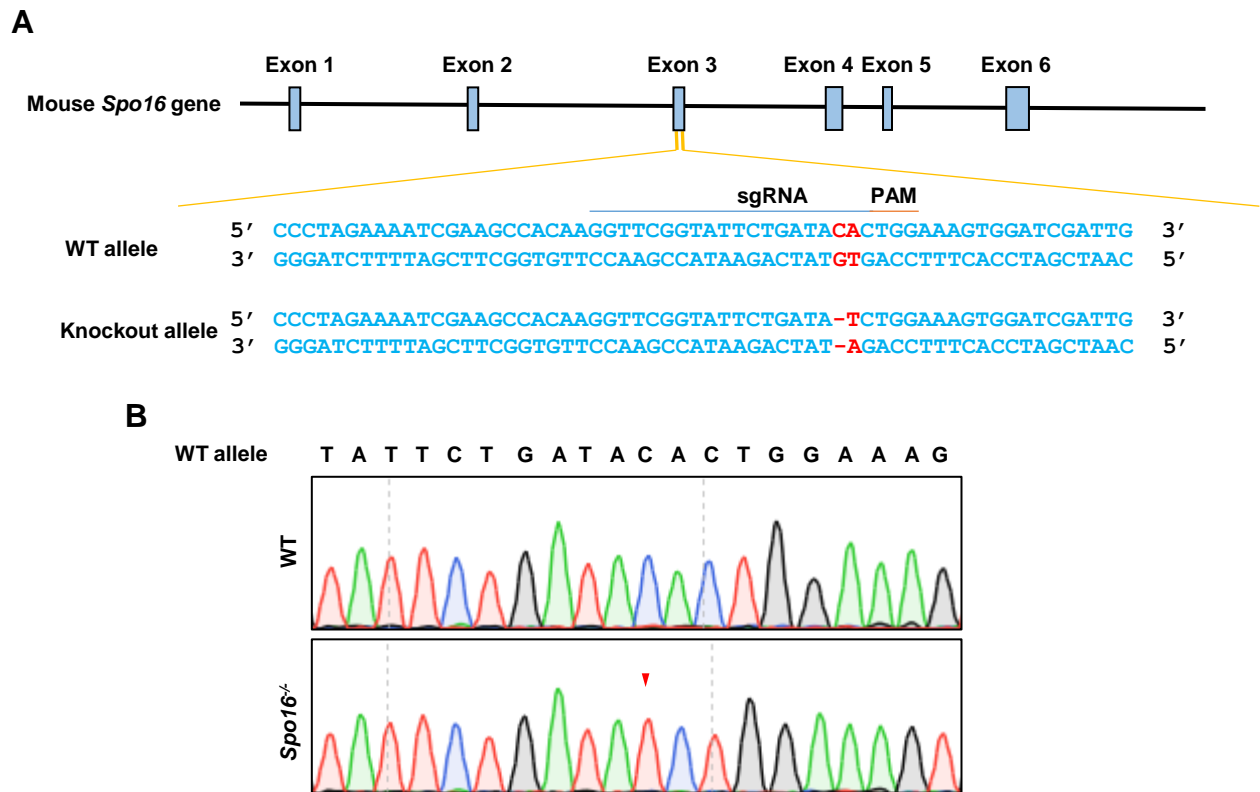 A
Exon 1 Exon 2 Exon 3 Exon 4 Exon 5 Exon 6
Mouse Spo16 gene
sgRNA PAM
WT allele
5′ CCCTAGAAAATCGAAGCCACAAGGTTCGGTATTCTGATACACTGGAAAGTGGATCGATTG 3′
3′ GGGATCTTTTAGCTTCGGTGTTCCAAGCCATAAGACTATGTGACCTTTCACCTAGCTAAC 5′
Knockout allele
5′ CCCTAGAAAATCGAAGCCACAAGGTTCGGTATTCTGATA-TCTGGAAAGTGGATCGATTG 3′
3′ GGGATCTTTTAGCTTCGGTGTTCCAAGCCATAAGACTAT-AGACCTTTCACCTAGCTAAC 5′
B
WT allele T A T T C T G A T A C A C T G G A A A G
WT
Spo16-/-